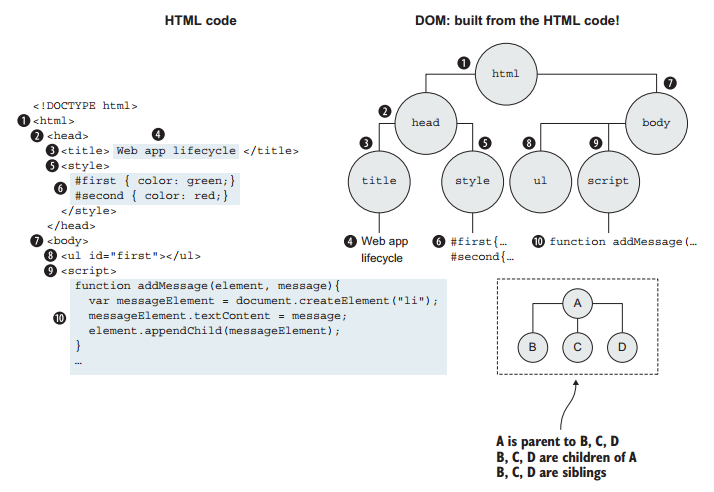 HTML code
<!DOCTYPE html>
1 <html>
2 <head>
4
3 <title> Web app lifecycle </title>
5 <style>
6 #first { color: green;}
#second { color: red;}
</style>
</head>
7 <body>
8 <ul id="first"></ul>
9 <script>
function addMessage(element, message){
var messageElement = document.createElement("li");
10 messageElement.textContent = message;
element.appendChild(messageElement);
}
…
DOM: built from the HTML code!
1 html
7
2 head
body
3 5 8 9
title style ul script
4 Web app
lifecycle
6 #first{…
#second{…
10 function addMessage(…
A
B C D
A is parent to B, C, D
B, C, D are children of A
B, C, D are siblings